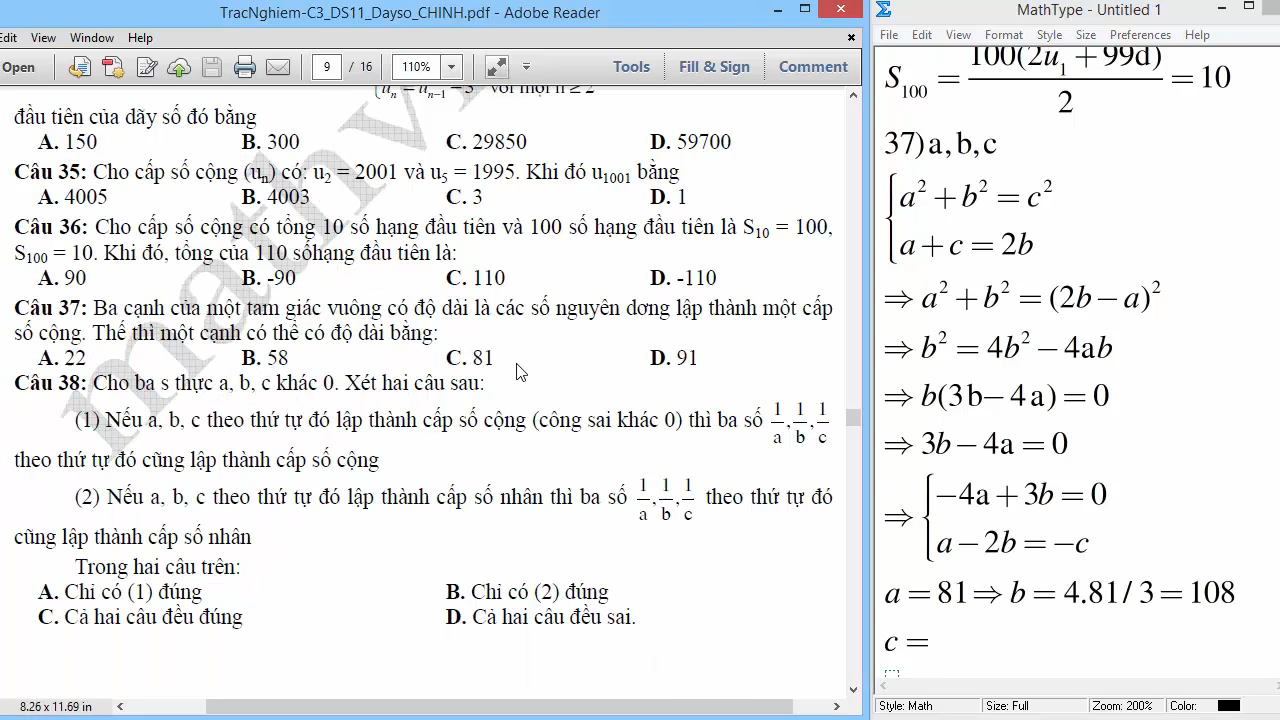 TracNghiem-C3_DS11_Dayso_CHINH.pdf - Adobe Reader
Edit View Window Help
Open 9 / 16 110% Tools Fill & Sign Comment
đầu tiên của dãy số đó bằng
A. 150 B. 300 C. 29850 D. 59700
Câu 35: Cho cấp số cộng (uₙ) có: u₂ = 2001 và u₅ = 1995. Khi đó u₁₀₀₁ bằng
A. 4005 B. 4003 C. 3 D. 1
Câu 36: Cho cấp số cộng có tổng 10 số hạng đầu tiên và 100 số hạng đầu tiên là S₁₀ = 100,
S₁₀₀ = 10. Khi đó, tổng của 110 sốhạng đầu tiên là:
A. 90 B. -90 C. 110 D. -110
Câu 37: Ba cạnh của một tam giác vuông có độ dài là các số nguyên dơng lập thành một cấp
số cộng. Thế thì một cạnh có thể có độ dài bằng:
A. 22 B. 58 C. 81 D. 91
Câu 38: Cho ba s thực a, b, c khác 0. Xét hai câu sau:
(1) Nếu a, b, c theo thứ tự đó lập thành cấp số cộng (công sai khác 0) thì ba số 1/a, 1/b, 1/c
theo thứ tự đó cũng lập thành cấp số cộng
(2) Nếu a, b, c theo thứ tự đó lập thành cấp số nhân thì ba số 1/a, 1/b, 1/c theo thứ tự đó
cũng lập thành cấp số nhân
Trong hai câu trên:
A. Chỉ có (1) đúng B. Chỉ có (2) đúng
C. Cả hai câu đều đúng D. Cả hai câu đều sai.
8.26 x 11.69 in
MathType - Untitled 1
File Edit View Format Style Size Preferences Help
S₁₀₀ = 100(2u₁ + 99d)/2 = 10
37) a, b, c
{ a² + b² = c²
a + c = 2b
⇒ a² + b² = (2b − a)²
⇒ b² = 4b² − 4ab
⇒ b(3b − 4a) = 0
⇒ 3b − 4a = 0
⇒ { −4a + 3b = 0
a − 2b = −c
a = 81 ⇒ b = 4.81 / 3 = 108
c =
Style: Math Size: Full Zoom: 200% Color: